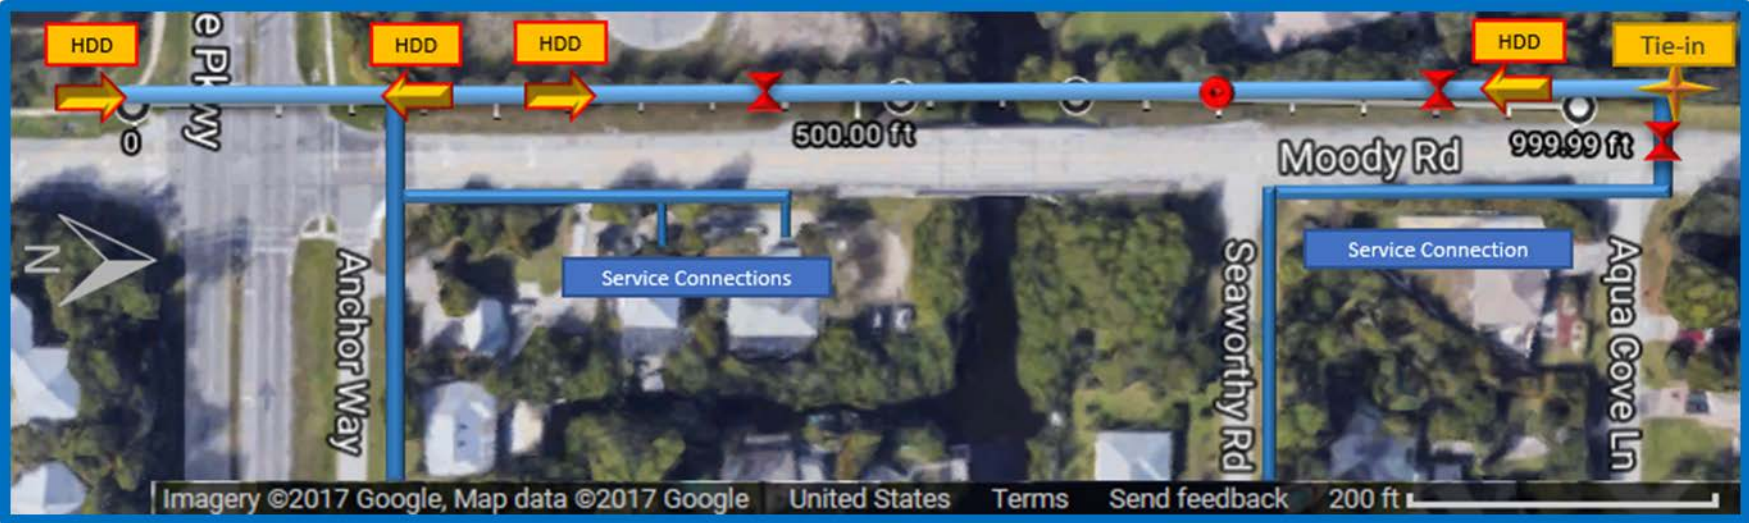 HDD
HDD
HDD
HDD
Tie-in
e Pkwy
0
500.00 ft
Moody Rd
999.99 ft
N
Anchor Way
Service Connections
Seaworthy Rd
Service Connection
Aqua Cove Ln
Imagery ©2017 Google, Map data ©2017 Google
United States
Terms
Send feedback
200 ft